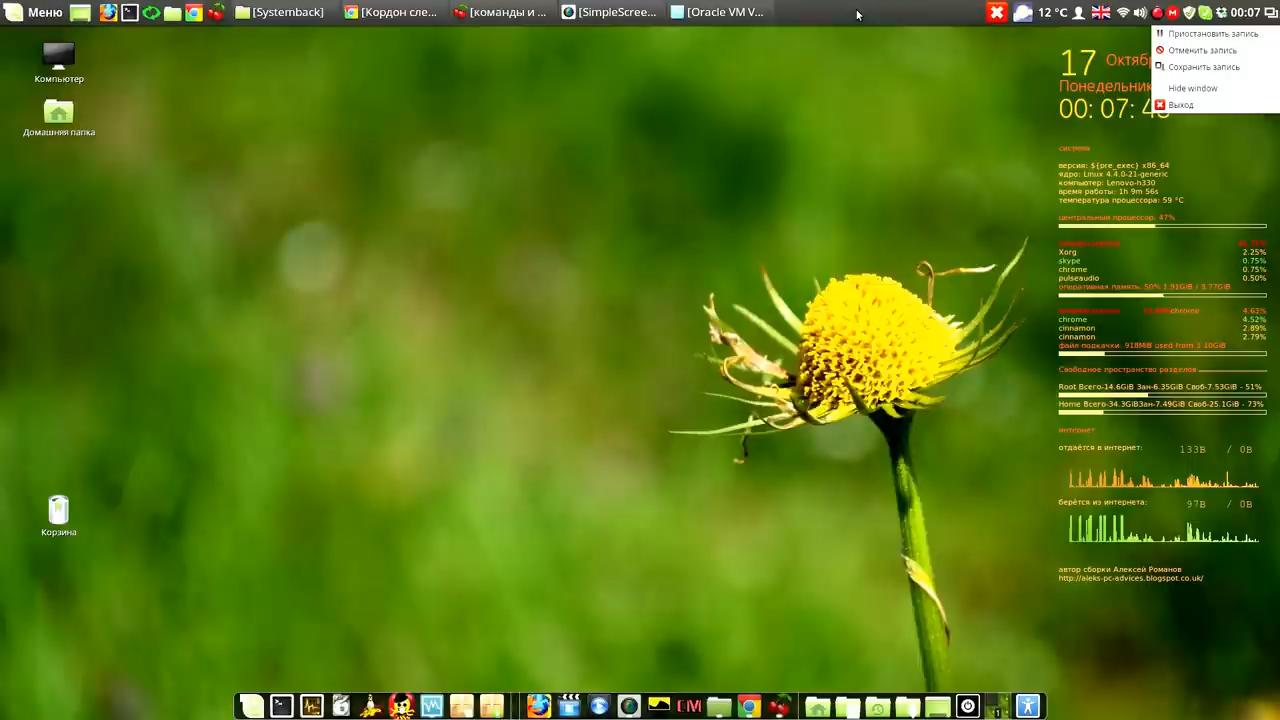 Меню
[Systemback]
[Кордон сле...
[команды и ...
[SimpleScree...
[Oracle VM V...
12 °C
00:07
Приостановить запись
Отменить запись
Сохранить запись
Hide window
Выход
Компьютер
Домашняя папка
Корзина
17
Понедельник
00: 07:
система
версия: ${pre_exec} x86_64
ядро: Linux 4.4.0-21-generic
компьютер: Lenovo-h330
время работы: 1h 9m 56s
температура процессора: 59 °C
центральный процессор: 47%
Xorg 2.25%
skype 0.75%
chrome 0.75%
pulseaudio 0.50%
оперативная память: 50% 1.91GiB / 3.77GiB
chrome 4.63%
chrome 4.52%
cinnamon 2.89%
cinnamon 2.79%
файл подкачки: 918MiB used from 3.10GiB
Свободное пространство разделов
Root Всего-14.6GiB Зан-6.35GiB Своб-7.53GiB - 51%
Home Всего-34.3GiBЗан-7.49GiB Своб-25.1GiB - 73%
интернет
отдаётся в интернет: 133B / 0B
берётся из интернета: 97B / 0B
автор сборки Алексей Романов
http://aleks-pc-advices.blogspot.co.uk/